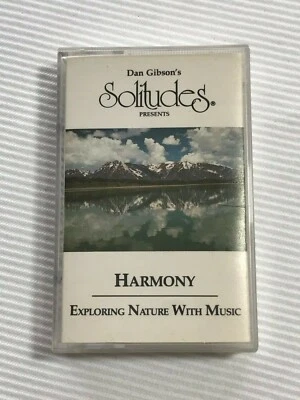 Dan Gibson's
Solitudes®
PRESENTS
HARMONY
EXPLORING NATURE WITH MUSIC